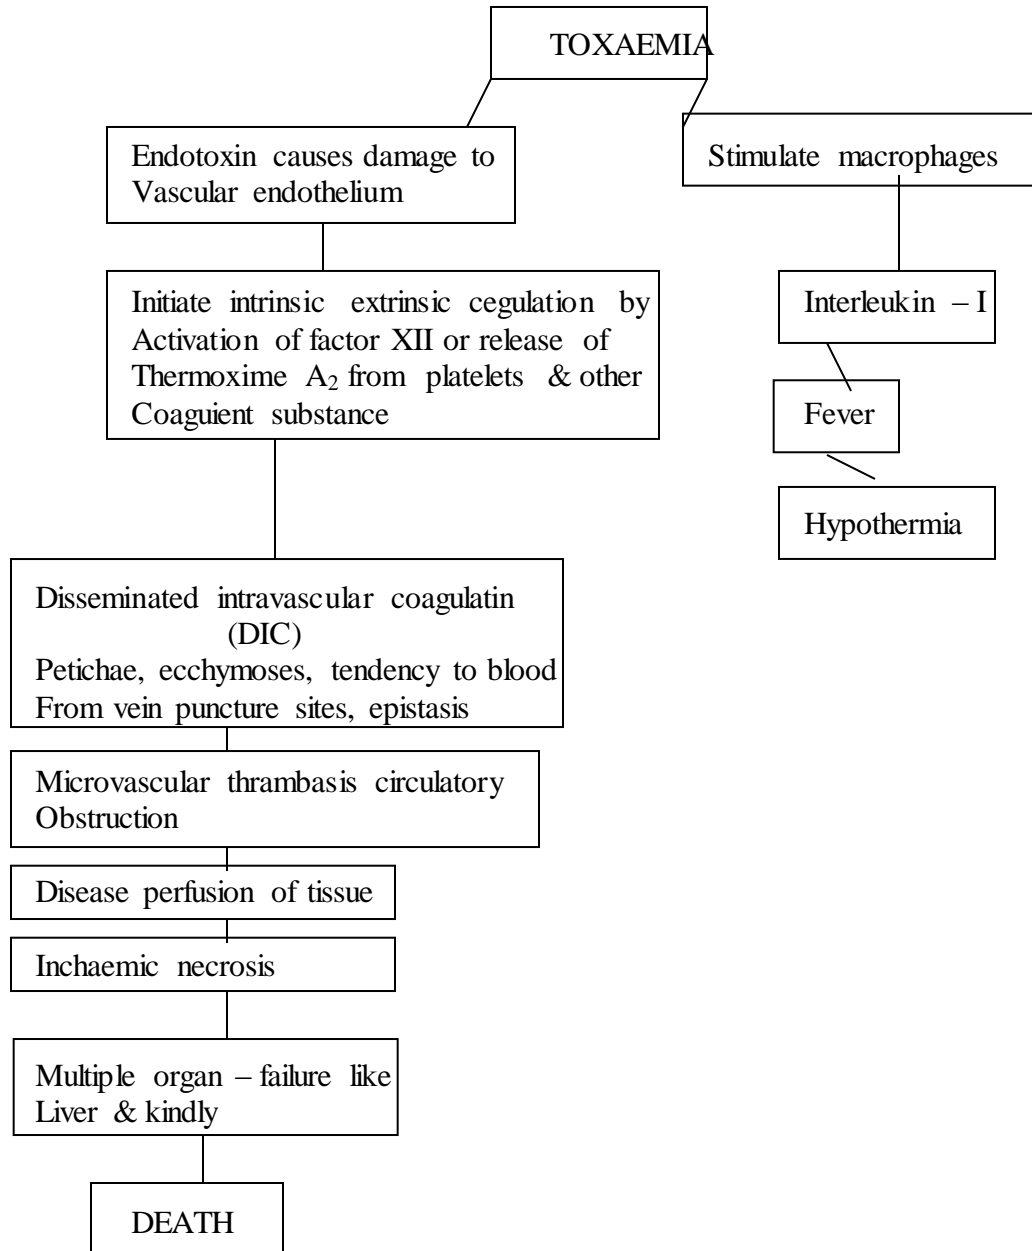 TOXAEMIA
Endotoxin causes damage to
Vascular endothelium
Stimulate macrophages
Initiate intrinsic extrinsic cegulation by
Activation of factor XII or release of
Thermoxime A₂ from platelets & other
Coaguient substance
Interleukin – I
Fever
Hypothermia
Disseminated intravascular coagulatin
(DIC)
Petichae, ecchymoses, tendency to blood
From vein puncture sites, epistasis
Microvascular thrambasis circulatory
Obstruction
Disease perfusion of tissue
Inchaemic necrosis
Multiple organ – failure like
Liver & kindly
DEATH